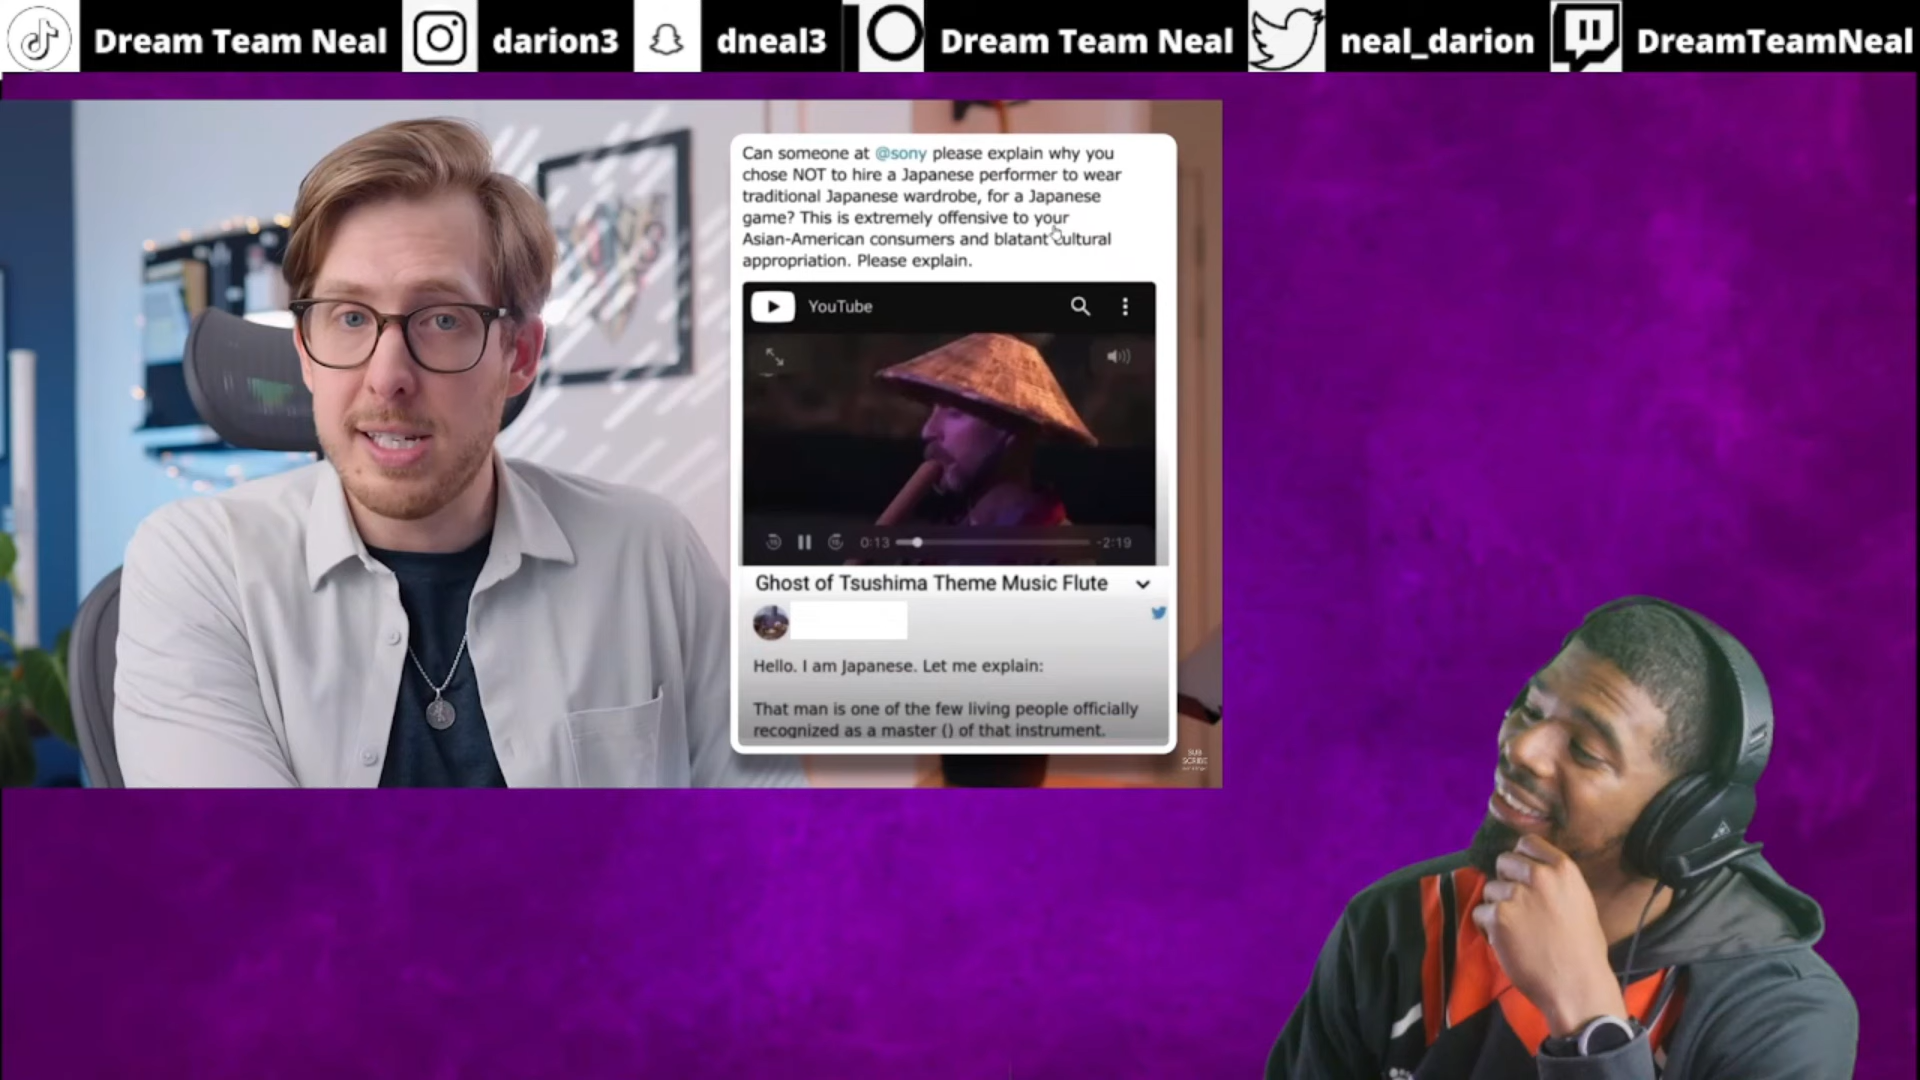 Dream Team Neal darion3 dneal3 Dream Team Neal neal_darion DreamTeamNeal
Can someone at @sony please explain why you
chose NOT to hire a Japanese performer to wear
traditional Japanese wardrobe, for a Japanese
game? This is extremely offensive to your
Asian-American consumers and blatant cultural
appropriation. Please explain.
YouTube
0:13 -2:19
Ghost of Tsushima Theme Music Flute
Hello. I am Japanese. Let me explain:
That man is one of the few living people officially
recognized as a master () of that instrument.
SUB
SCRIBE